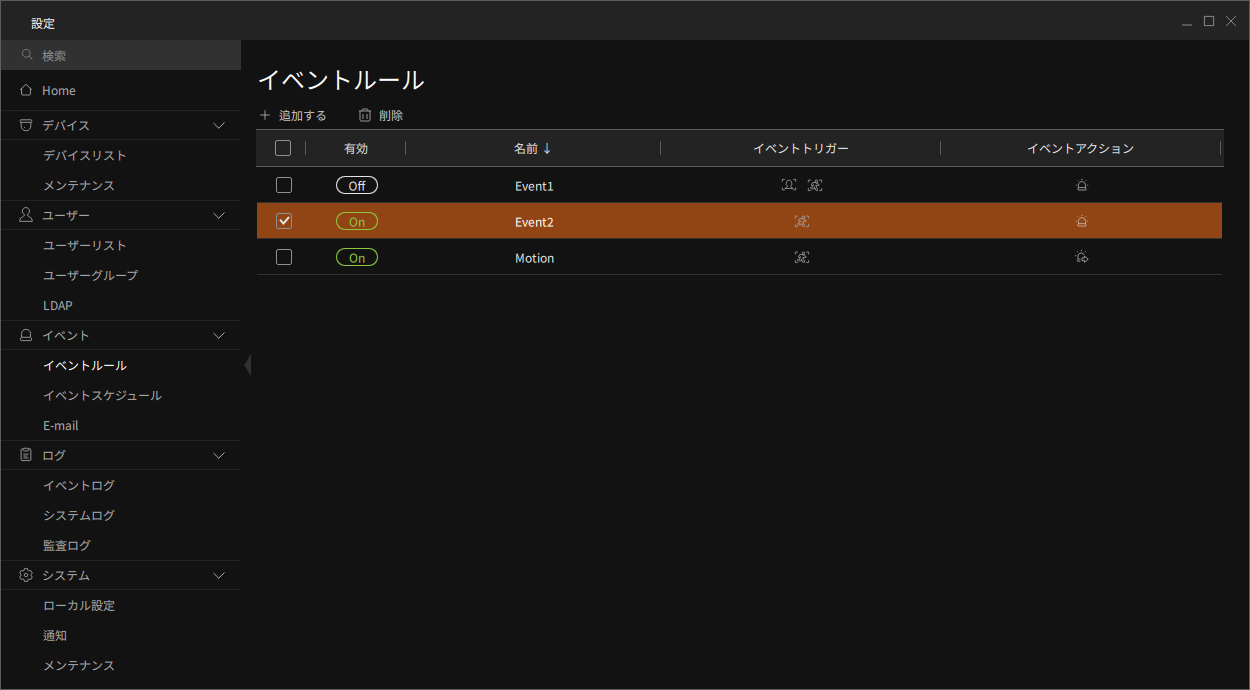 設定
検索
Home
デバイス
デバイスリスト
メンテナンス
ユーザー
ユーザーリスト
ユーザーグループ
LDAP
イベント
イベントルール
イベントスケジュール
E-mail
ログ
イベントログ
システムログ
監査ログ
システム
ローカル設定
通知
メンテナンス
イベントルール
追加する 削除
有効 名前 ↓ イベントトリガー イベントアクション
Off Event1
On Event2
On Motion